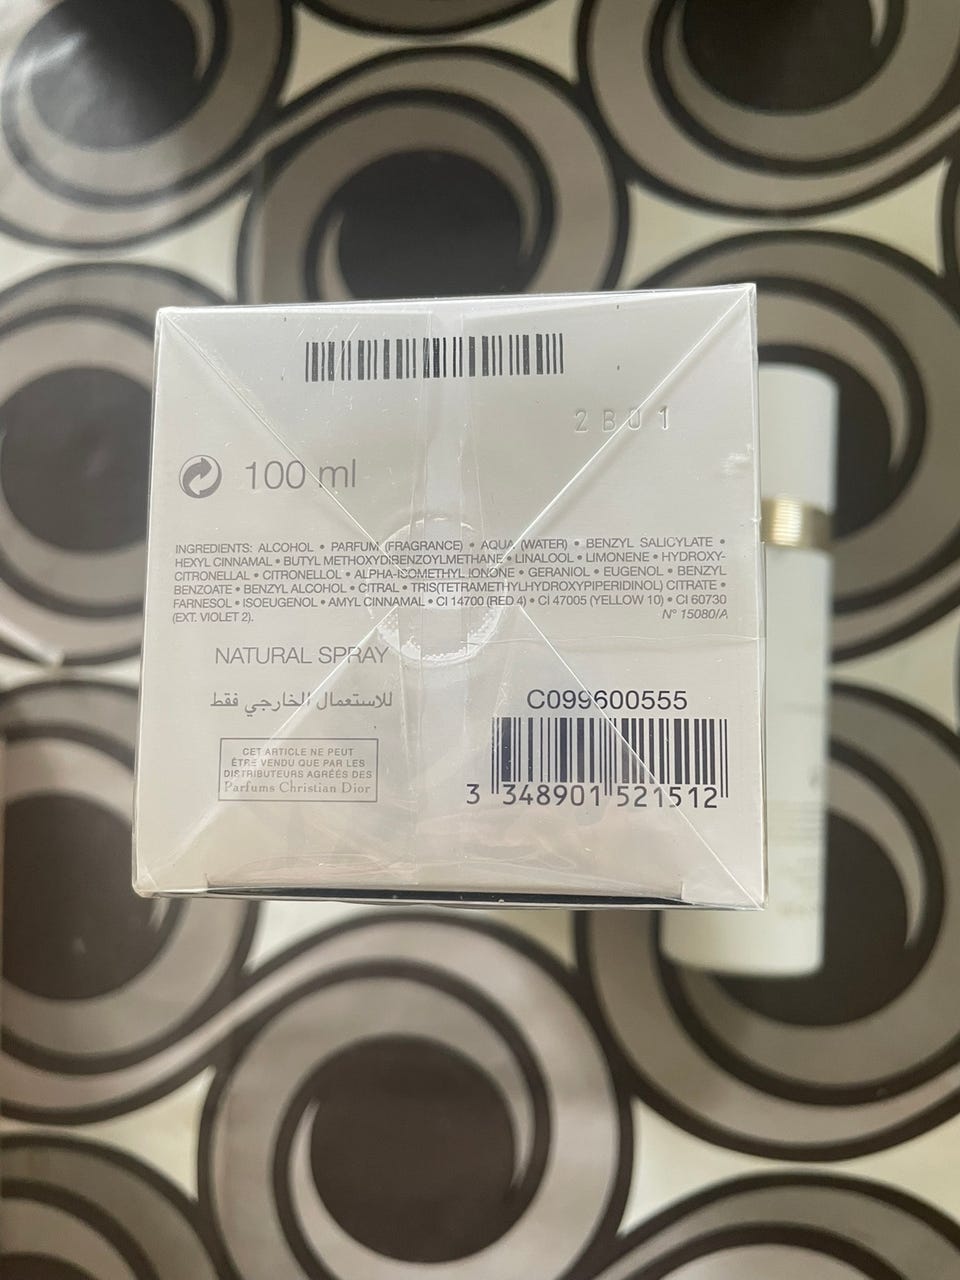 2B01
100 ml
INGREDIENTS: ALCOHOL • PARFUM (FRAGRANCE) • AQUA (WATER) • BENZYL SALICYLATE •
HEXYL CINNAMAL • BUTYL METHOXYDIBENZOYLMETHANE • LINALOOL • LIMONENE • HYDROXY-
CITRONELLAL • CITRONELLOL • ALPHA-ISOMETHYL IONONE • GERANIOL • EUGENOL • BENZYL
BENZOATE • BENZYL ALCOHOL • CITRAL • TRIS(TETRAMETHYLHYDROXYPIPERIDINOL) CITRATE •
FARNESOL • ISOEUGENOL • AMYL CINNAMAL • CI 14700 (RED 4) • CI 47005 (YELLOW 10) • CI 60730
(EXT. VIOLET 2). N° 15080/A
NATURAL SPRAY
للاستعمال الخارجي فقط
CET ARTICLE NE PEUT
ÊTRE VENDU QUE PAR LES
DISTRIBUTEURS AGRÉÉS DES
Parfums Christian Dior
C099600555
3 348901 521512